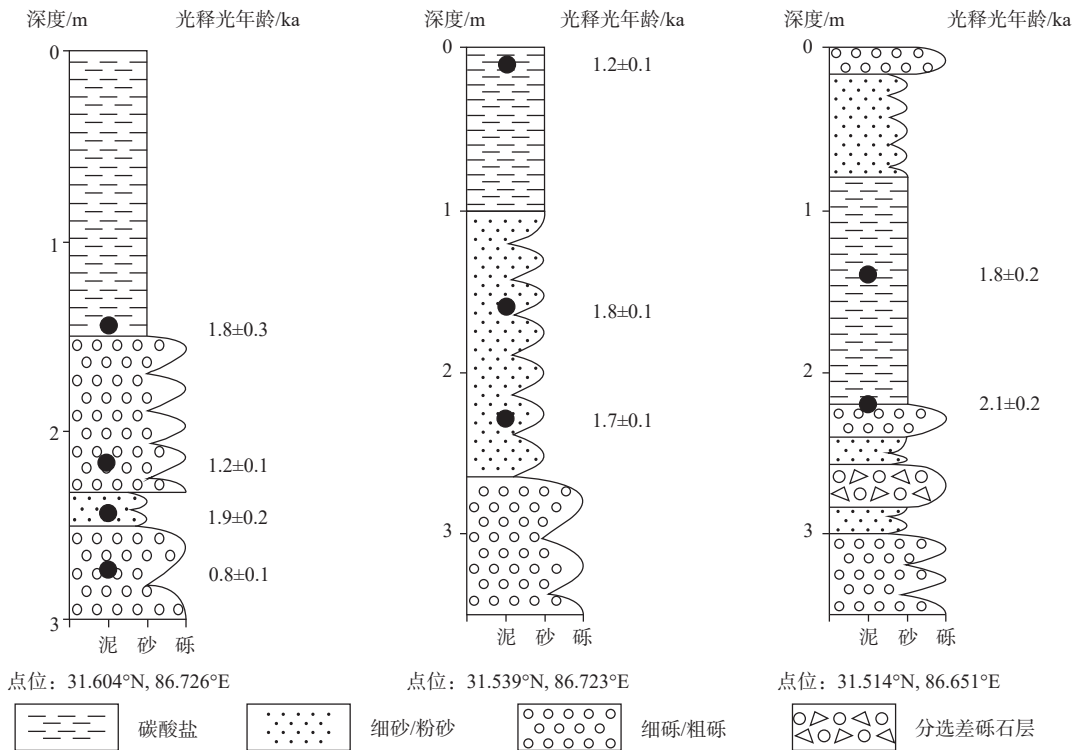 深度/m 光释光年龄/ka 深度/m 光释光年龄/ka 深度/m 光释光年龄/ka
0 0 0
1.2±0.1
1 1 1
1.8±0.2
1.8±0.3 1.8±0.1
2 2 2
1.7±0.1 2.1±0.2
1.2±0.1
1.9±0.2
0.8±0.1
3 3 3
泥 砂 砾 泥 砂 砾 泥 砂 砾
点位：31.604°N, 86.726°E 点位：31.539°N, 86.723°E 点位：31.514°N, 86.651°E
碳酸盐 细砂/粉砂 细砾/粗砾 分选差砾石层